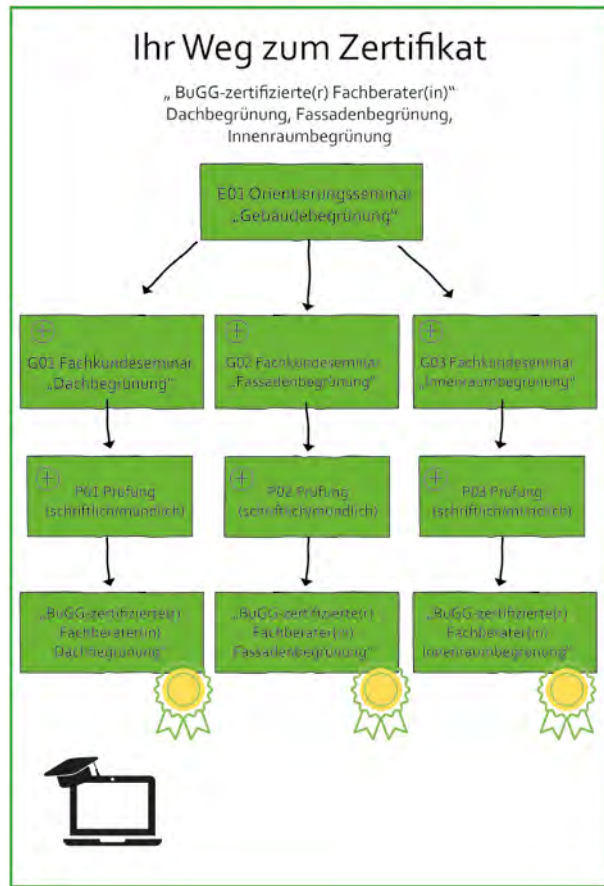 Ihr Weg zum Zertifikat
„ BuGG-zertifizierte(r) Fachberater(in)“
Dachbegrünung, Fassadenbegrünung,
Innenraumbegrünung
E01 Orientierungsseminar
„Gebäudebegrünung“
G01 Fachkundeseminar
„Dachbegrünung“
G02 Fachkundeseminar
„Fassadenbegrünung“
G03 Fachkundeseminar
„Innenraumbegrünung“
P01 Prüfung
(schriftlich/mündlich)
P02 Prüfung
(schriftlich/mündlich)
P03 Prüfung
(schriftlich/mündlich)
„BuGG-zertifizierte(r)
Fachberater(in)
Dachbegrünung“
„BuGG-zertifizierte(r)
Fachberater(in)
Fassadenbegrünung“
„BuGG-zertifizierte(r)
Fachberater(in)
Innenraumbegrünung“